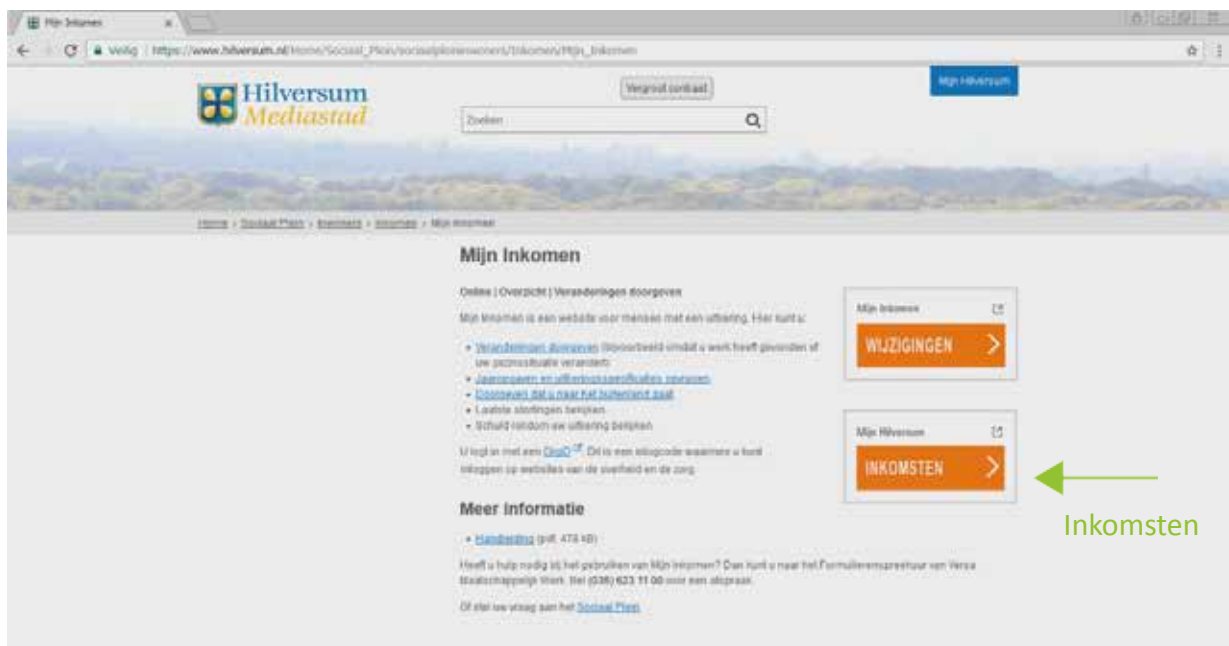 Mijn Inkomen
Veilig https://www.hilversum.nl/Home/Sociaal_Plein/sociaalpleininwoners/Inkomen/Mijn_Inkomen
Hilversum
Mediastad
Vergroot contrast
Mijn Hilversum
Zoeken
Home › Sociaal Plein › Inwoners › Inkomen › Mijn Inkomen
Mijn Inkomen
Online | Overzicht | Veranderingen doorgeven
Mijn Inkomen is een website voor mensen met een uitkering. Hier kunt u:
• Veranderingen doorgeven (bijvoorbeeld omdat u werk heeft gevonden of
uw gezinssituatie verandert)
• Jaaropgaven en uitkeringsspecificaties opvragen
• Doorgeven dat u naar het buitenland gaat
• Laatste stortingen bekijken
• Schuld rondom uw uitkering bekijken
U logt in met een DigiD. Dit is een inlogcode waarmee u kunt
inloggen op websites van de overheid en de zorg.
Mijn Inkomen
WIJZIGINGEN
Mijn Hilversum
INKOMSTEN
Inkomsten
Meer informatie
• Handleiding (pdf, 478 kB)
Heeft u hulp nodig bij het gebruiken van Mijn Inkomen? Dan kunt u naar het Formulierenspreekuur van Versa
Maatschappelijk Werk. Bel (035) 623 11 00 voor een afspraak.
Of stel uw vraag aan het Sociaal Plein.